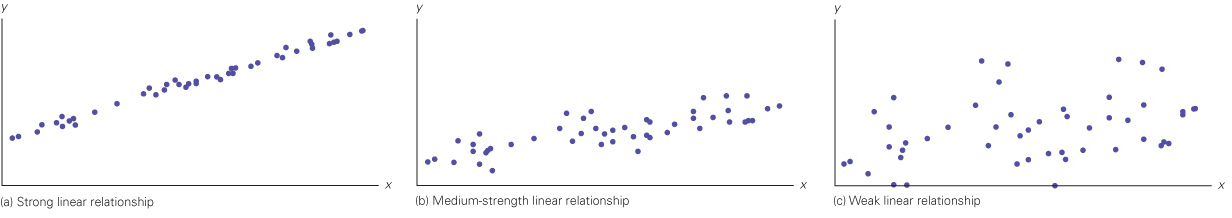 y
x
(a) Strong linear relationship
y
x
(b) Medium-strength linear relationship
y
x
(c) Weak linear relationship